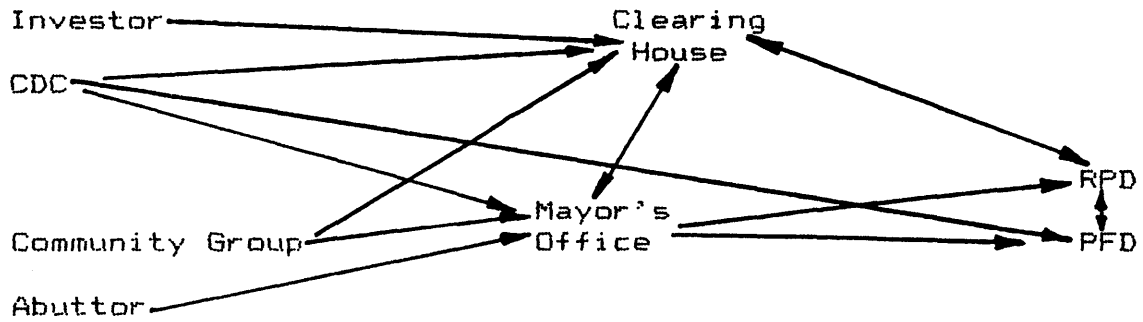 Investor
Clearing
House
CDC
RPD
Mayor's
Office
Community Group
PFD
Abuttor